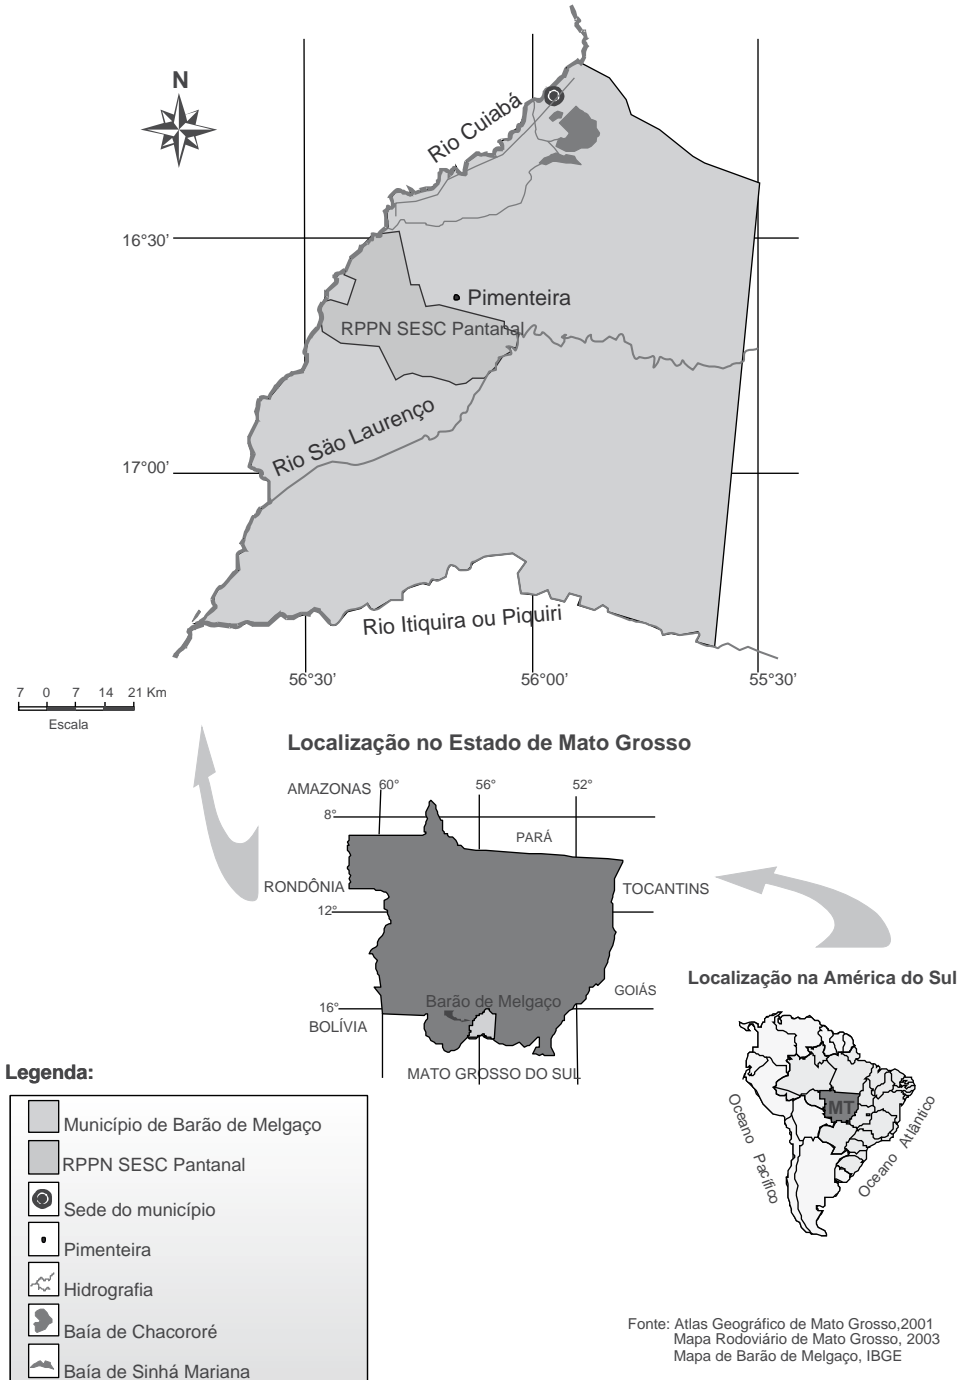 N
Rio Cuiabá
16°30'
Pimenteira
RPPN SESC Pantanal
Rio Säo Laurenço
17°00'
Rio Itiquira ou Piquiri
56°30'
56°00'
55°30'
7 0 7 14 21 Km
Escala
Localização no Estado de Mato Grosso
AMAZONAS
60°
56°
52°
8°
PARÁ
RONDÔNIA
TOCANTINS
12°
GOIÁS
Barão de Melgaço
16°
BOLÍVIA
MATO GROSSO DO SUL
Localização na América do Sul
MT
Oceano Pacífico
Oceano Atlântico
Legenda:
Município de Barão de Melgaço
RPPN SESC Pantanal
Sede do município
Pimenteira
Hidrografia
Baía de Chacororé
Baía de Sinhá Mariana
Fonte: Atlas Geográfico de Mato Grosso,2001
Mapa Rodoviário de Mato Grosso, 2003
Mapa de Barão de Melgaço, IBGE